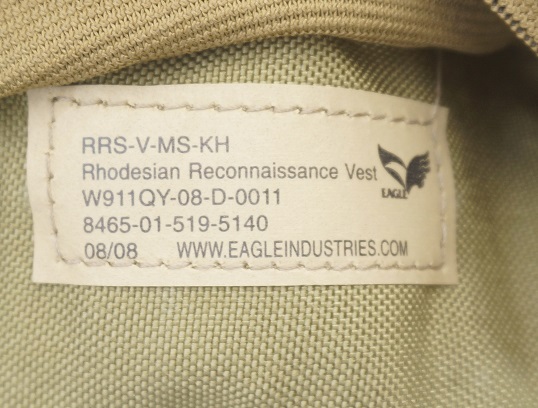 RRS-V-MS-KH
Rhodesian Reconnaissance Vest
EAGLE
W911QY-08-D-0011
8465-01-519-5140
08/08 WWW.EAGLEINDUSTRIES.COM